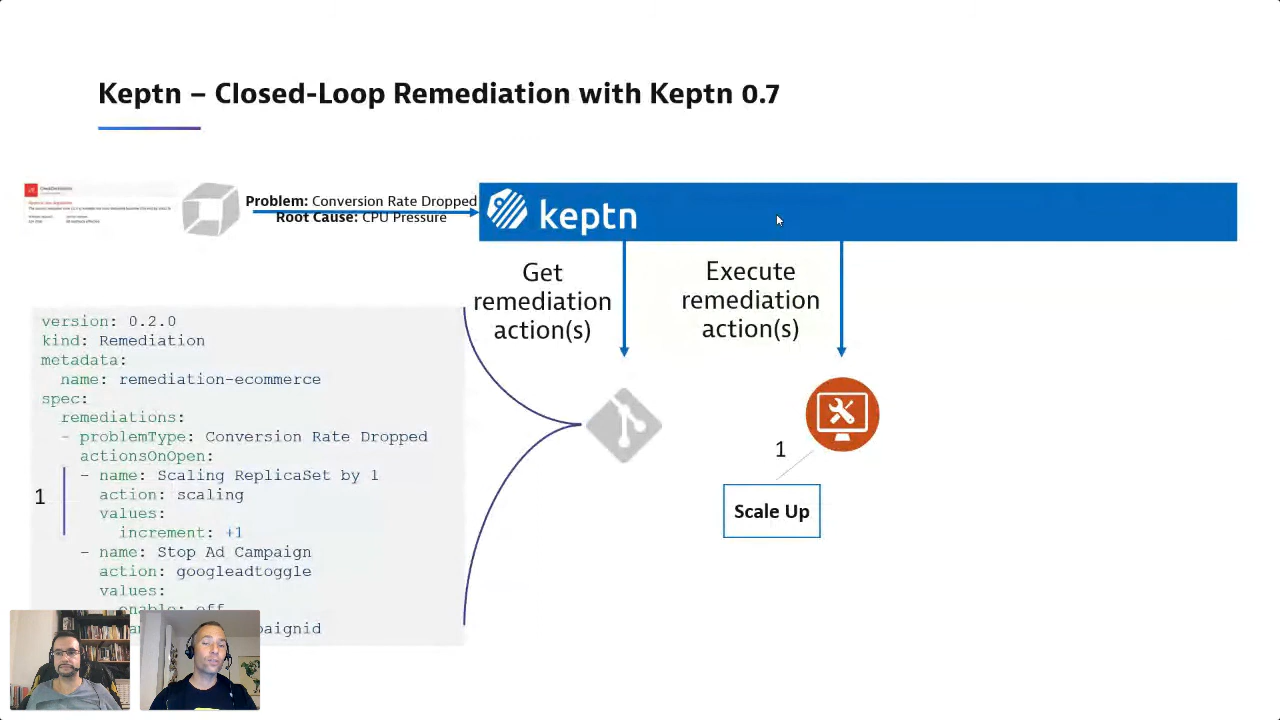 Keptn – Closed-Loop Remediation with Keptn 0.7
Problem: Conversion Rate Dropped
Root Cause: CPU Pressure
keptn
Get
remediation
action(s)
Execute
remediation
action(s)
version: 0.2.0
kind: Remediation
metadata:
name: remediation-ecommerce
spec:
remediations:
- problemType: Conversion Rate Dropped
actionsOnOpen:
- name: Scaling ReplicaSet by 1
action: scaling
values:
increment: +1
- name: Stop Ad Campaign
action: googleadtoggle
values:
enable: off
paignid
1
1
Scale Up